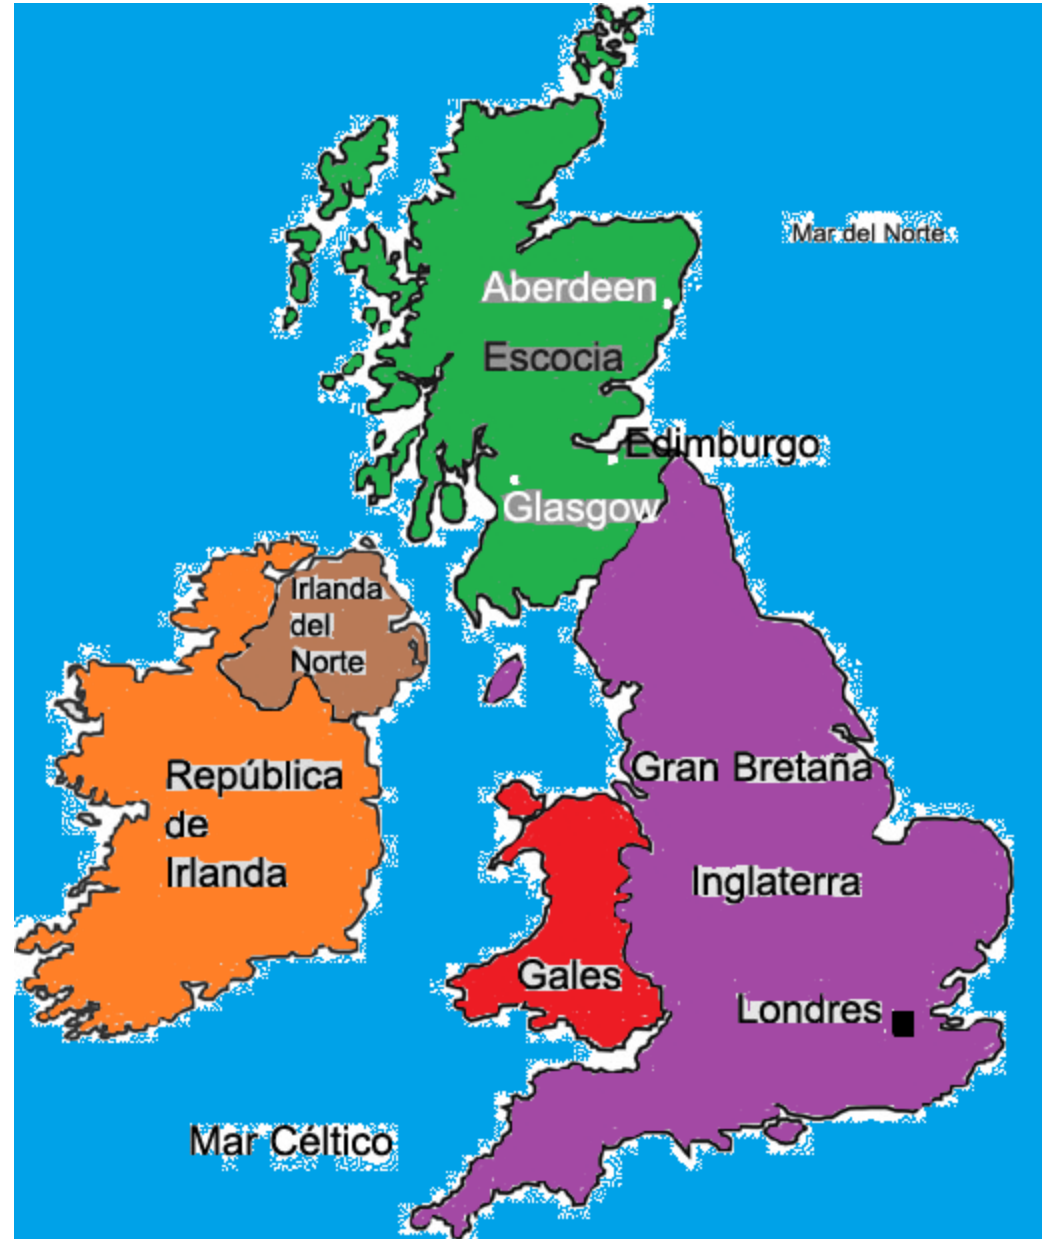 Mar del Norte
Aberdeen
Escocia
Edimburgo
Glasgow
Irlanda
del
Norte
República
de
Irlanda
Gran Bretaña
Inglaterra
Gales
Londres
Mar Céltico